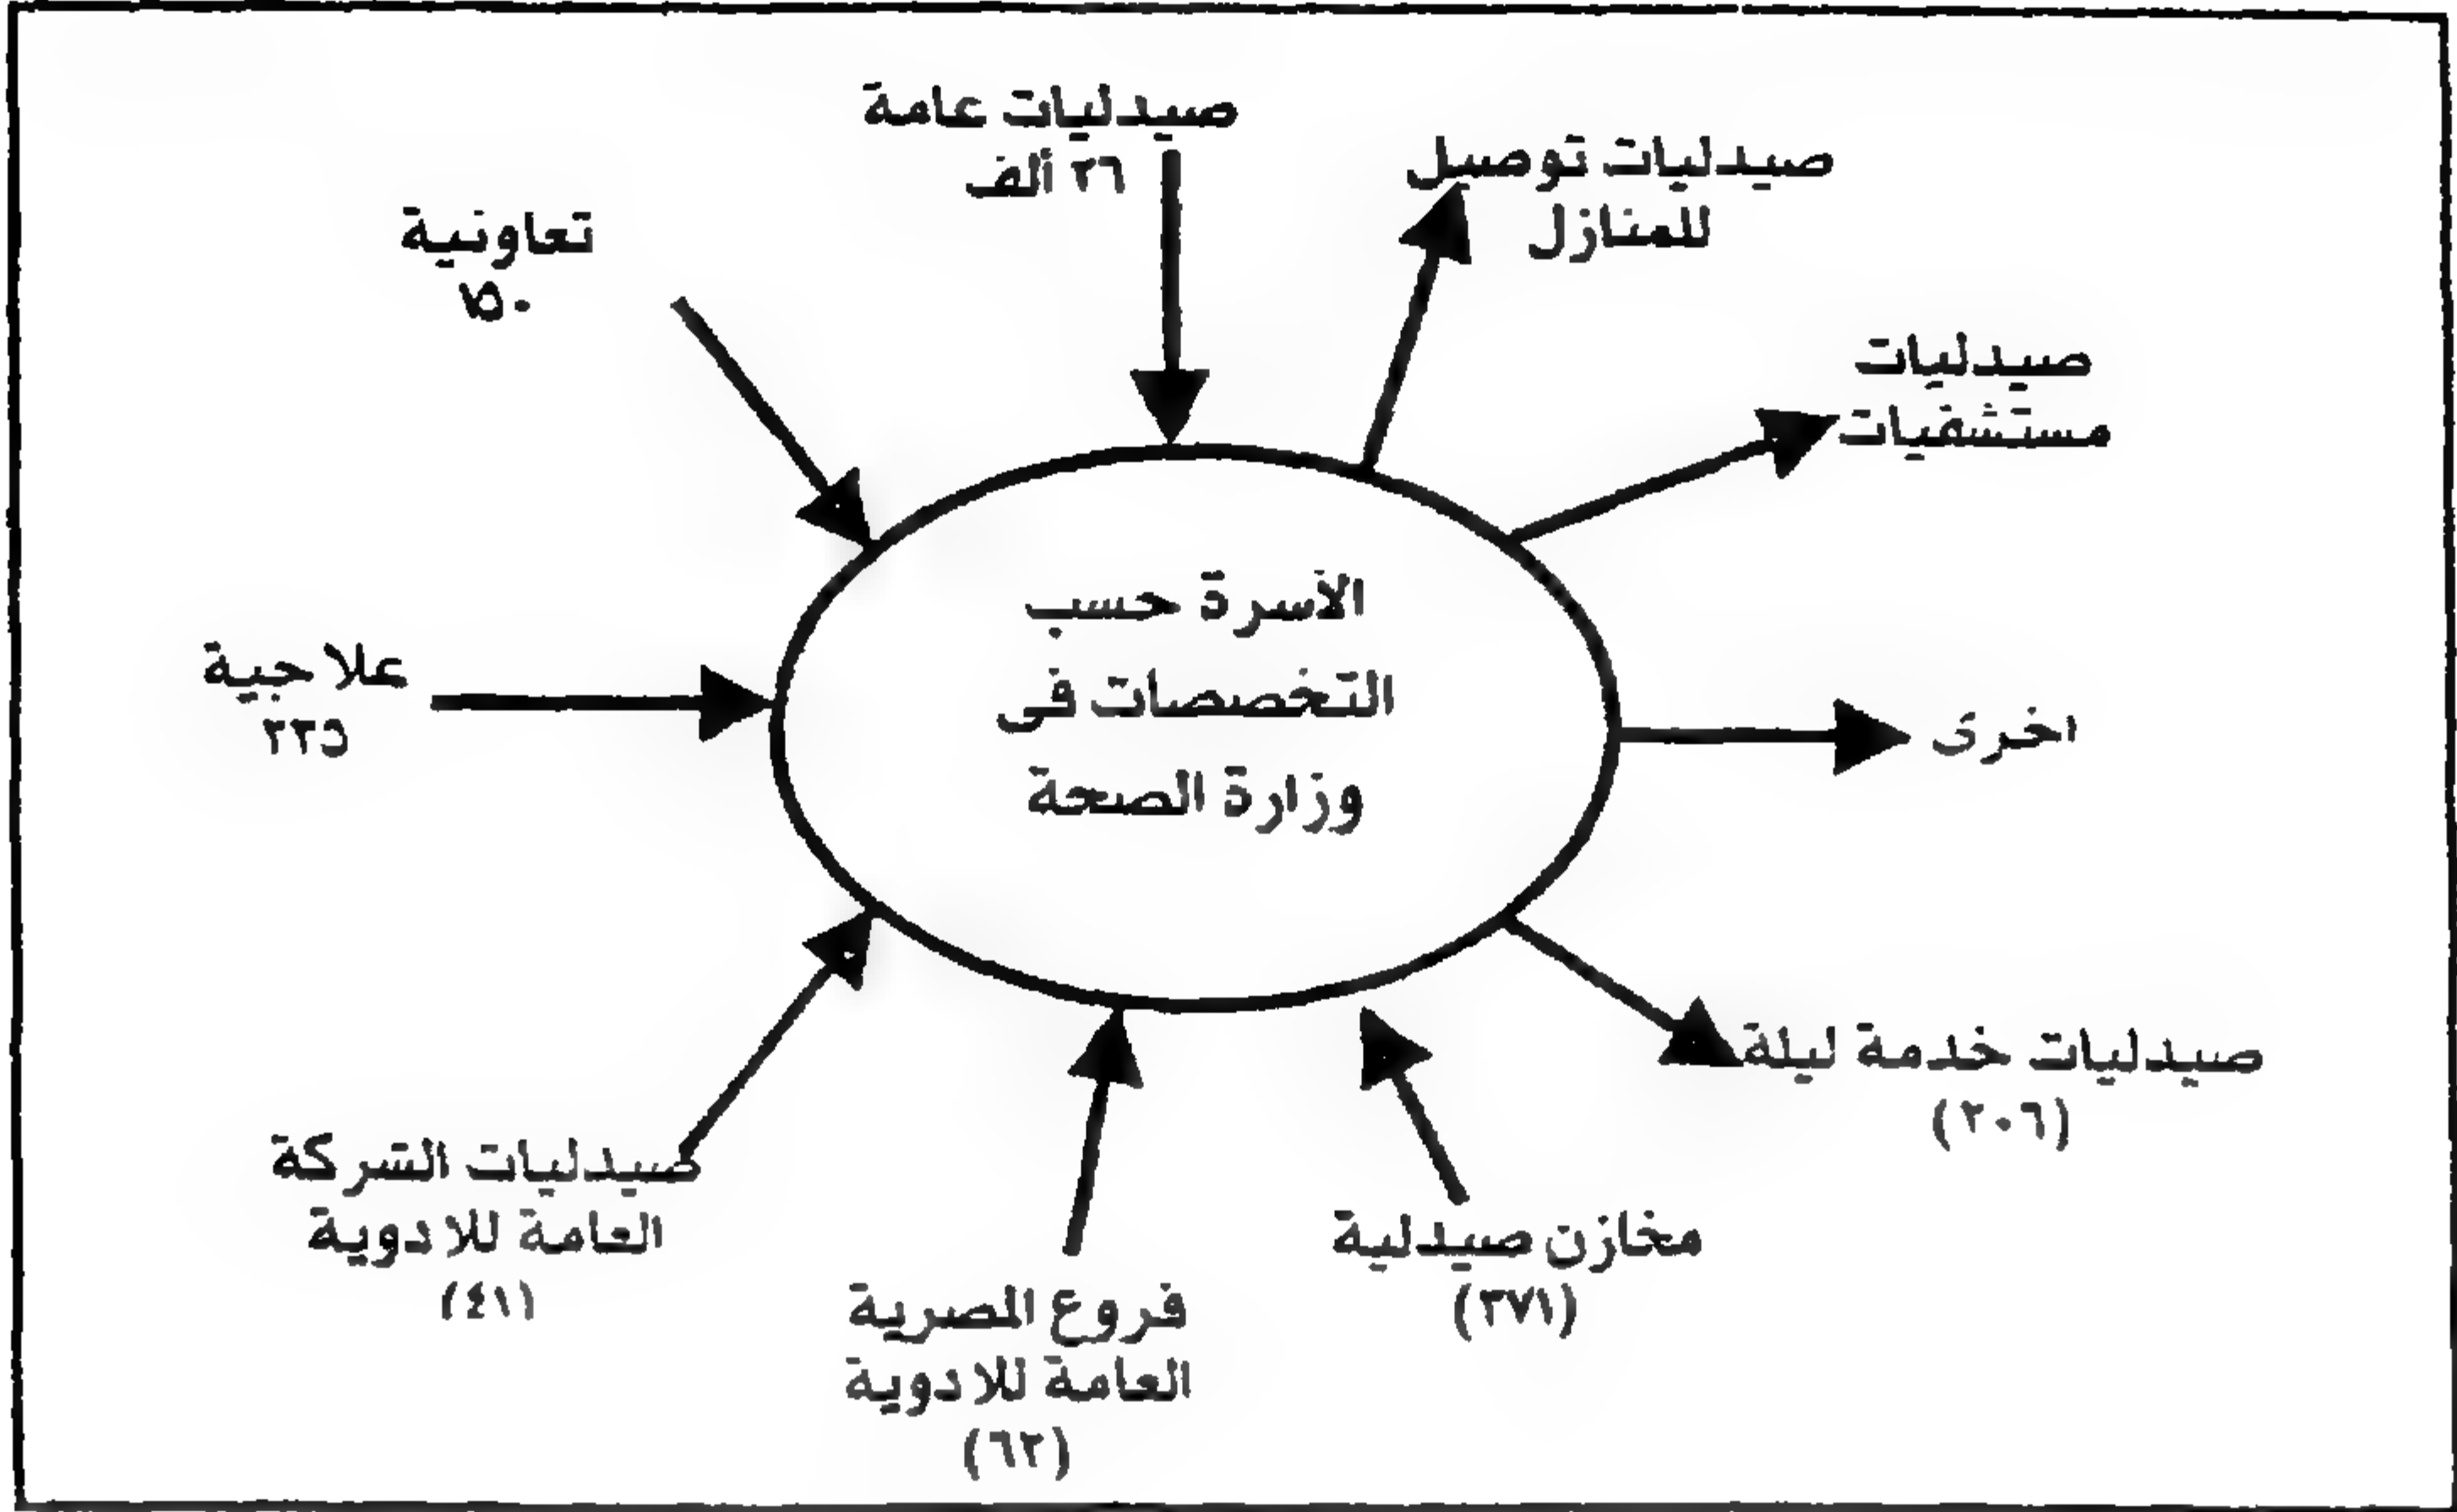 صيدليات عامة
٢٦ ألف
صيدليات توصيل
للمنازل
تعاونية
١٥٠
صيدليات
مستشفيات
الأسرة حسب
التخصصات فى
وزارة الصحة
علاجية
٢٢٥
اخرى
صيدليات خدمة ليلة
(٢٠٦)
صيدليات الشركة
العامة للادوية
(٤١)
مخازن صيدلية
(٢٧١)
فروع المصرية
العامة للادوية
(٦٢)